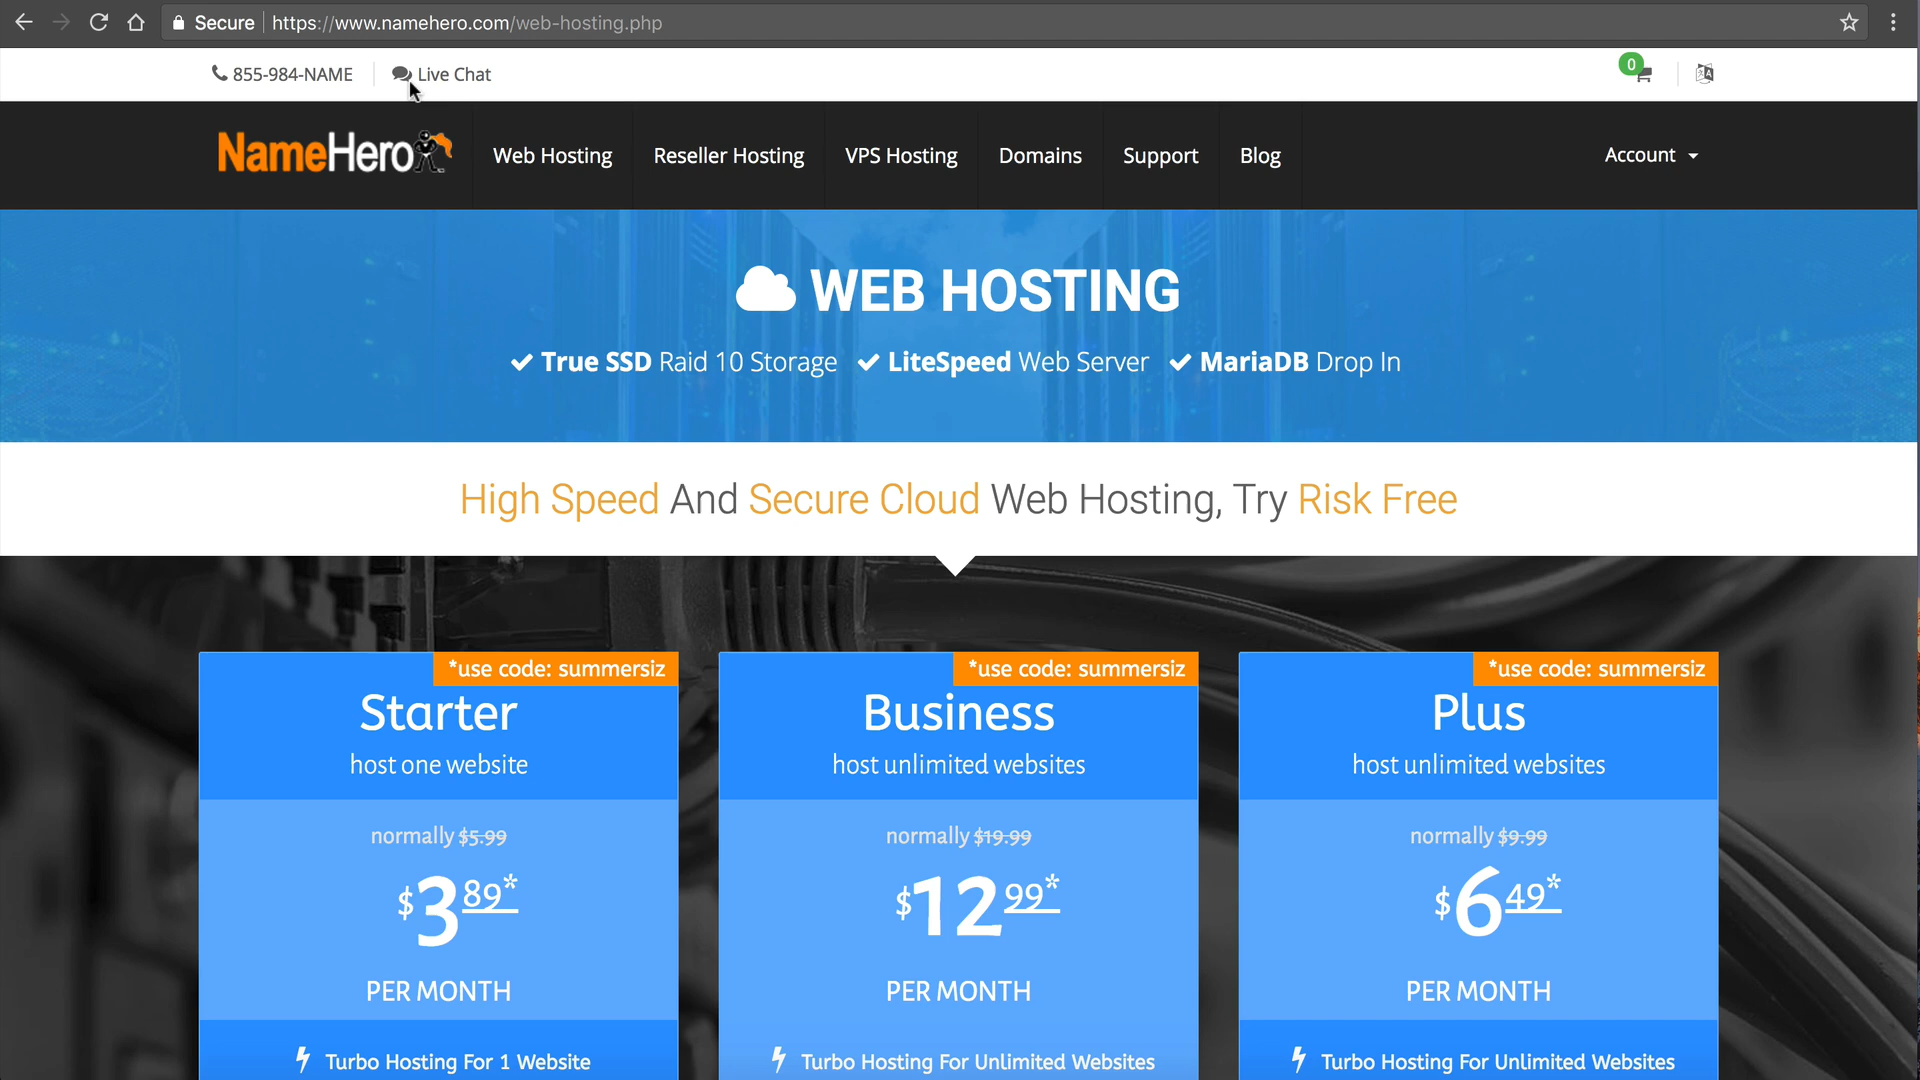 Secure https://www.namehero.com/web-hosting.php
855-984-NAME Live Chat 0
NameHero Web Hosting Reseller Hosting VPS Hosting Domains Support Blog Account
WEB HOSTING
True SSD Raid 10 Storage LiteSpeed Web Server MariaDB Drop In
High Speed And Secure Cloud Web Hosting, Try Risk Free
*use code: summersiz
Starter
host one website
normally $5.99
$3 89*
PER MONTH
Turbo Hosting For 1 Website
*use code: summersiz
Business
host unlimited websites
normally $19.99
$12 99*
PER MONTH
Turbo Hosting For Unlimited Websites
*use code: summersiz
Plus
host unlimited websites
normally $9.99
$6 49*
PER MONTH
Turbo Hosting For Unlimited Websites